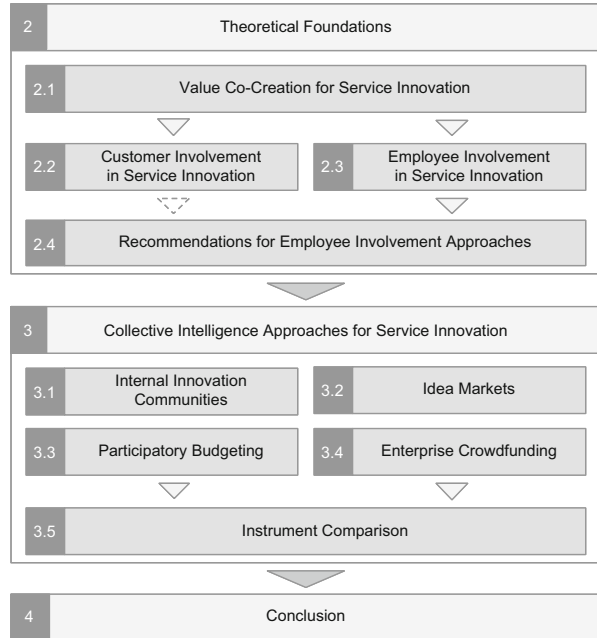 2 Theoretical Foundations
2.1 Value Co-Creation for Service Innovation
2.2 Customer Involvement
in Service Innovation
2.3 Employee Involvement
in Service Innovation
2.4 Recommendations for Employee Involvement Approaches
3 Collective Intelligence Approaches for Service Innovation
3.1 Internal Innovation
Communities
3.2 Idea Markets
3.3 Participatory Budgeting
3.4 Enterprise Crowdfunding
3.5 Instrument Comparison
4 Conclusion